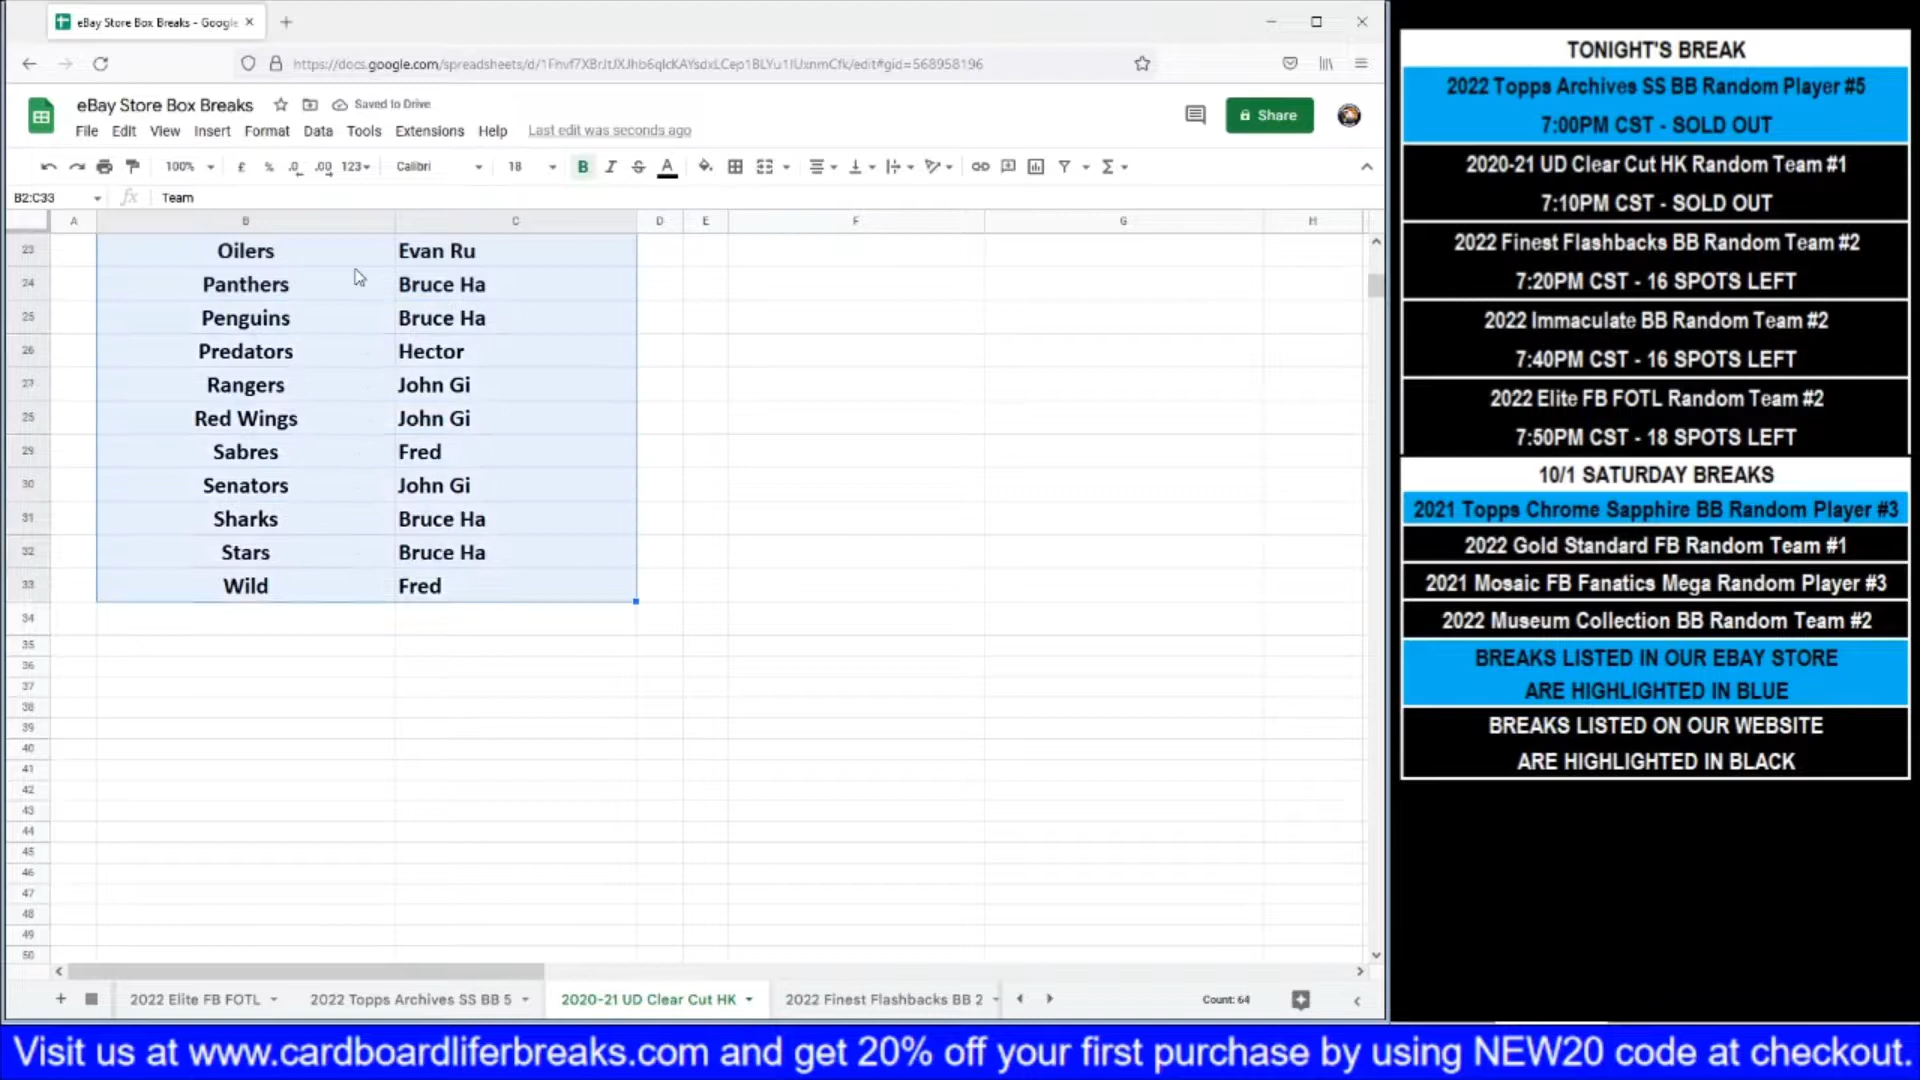 eBay Store Box Breaks - Google
https://docs.google.com/spreadsheets/d/1Fhvf7XBrJtJXJhb6qlcKAYsdxLCep1BLYu1IUxnmCfk/edit#gid=568958196
eBay Store Box Breaks
Saved to Drive
File Edit View Insert Format Data Tools Extensions Help Last edit was seconds ago
Share
100% £ % .0 .00 123 Calibri 18 B I S A Σ
B2:C33 fx Team
A B C D E F G H
23 Oilers Evan Ru
24 Panthers Bruce Ha
25 Penguins Bruce Ha
26 Predators Hector
27 Rangers John Gi
28 Red Wings John Gi
29 Sabres Fred
30 Senators John Gi
31 Sharks Bruce Ha
32 Stars Bruce Ha
33 Wild Fred
34
35
36
37
38
39
40
41
42
43
44
45
46
47
48
49
50
2022 Elite FB FOTL 2022 Topps Archives SS BB 5 2020-21 UD Clear Cut HK 2022 Finest Flashbacks BB 2 Count: 64
TONIGHT'S BREAK
2022 Topps Archives SS BB Random Player #5
7:00PM CST - SOLD OUT
2020-21 UD Clear Cut HK Random Team #1
7:10PM CST - SOLD OUT
2022 Finest Flashbacks BB Random Team #2
7:20PM CST - 16 SPOTS LEFT
2022 Immaculate BB Random Team #2
7:40PM CST - 16 SPOTS LEFT
2022 Elite FB FOTL Random Team #2
7:50PM CST - 18 SPOTS LEFT
10/1 SATURDAY BREAKS
2021 Topps Chrome Sapphire BB Random Player #3
2022 Gold Standard FB Random Team #1
2021 Mosaic FB Fanatics Mega Random Player #3
2022 Museum Collection BB Random Team #2
BREAKS LISTED IN OUR EBAY STORE
ARE HIGHLIGHTED IN BLUE
BREAKS LISTED ON OUR WEBSITE
ARE HIGHLIGHTED IN BLACK
Visit us at www.cardboardliferbreaks.com and get 20% off your first purchase by using NEW20 code at checkout.